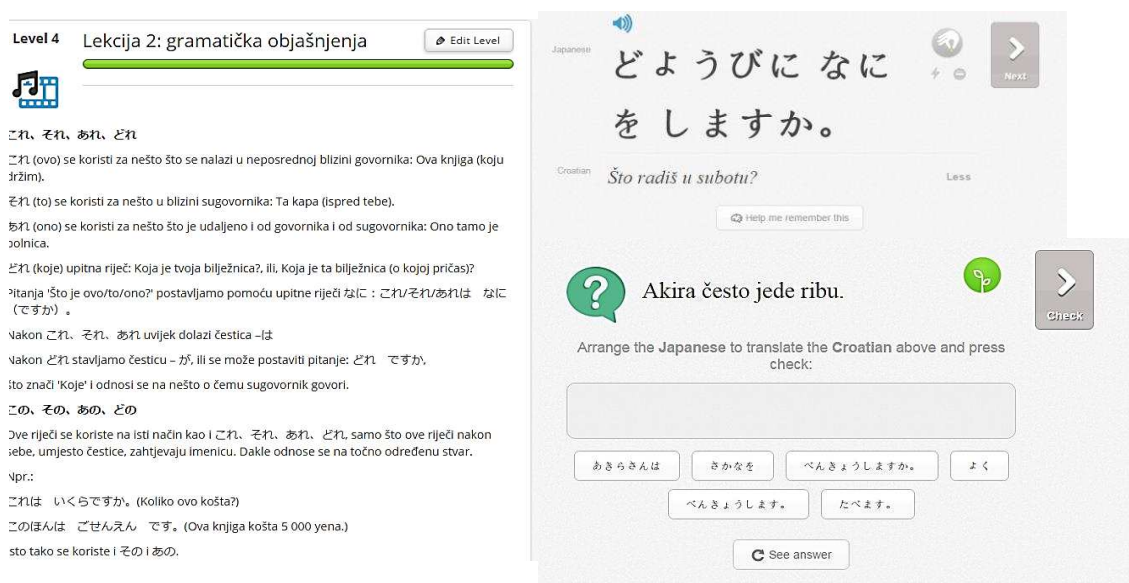 Level 4
Lekcija 2: gramatička objašnjenja
Edit Level
これ、それ、あれ、どれ
これ (ovo) se koristi za nešto što se nalazi u neposrednoj blizini govornika: Ova knjiga (koju
držim).
それ (to) se koristi za nešto u blizini sugovornika: Ta kapa (ispred tebe).
あれ (ono) se koristi za nešto što je udaljeno i od govornika i od sugovornika: Ono tamo je
bolnica.
どれ (koje) upitna riječ: Koja je tvoja bilježnica?, ili, Koja je ta bilježnica (o kojoj pričas)?
Pitanja 'Što je ovo/to/ono?' postavljamo pomoću upitne riječi なに：これ/それ/あれは　なに
（ですか）。
Nakon これ、それ、あれ uvijek dolazi čestica –は
Nakon どれ stavljamo česticu – が, ili se može postaviti pitanje: どれ　ですか,
što znači 'Koje' i odnosi se na nešto o čemu sugovornik govori.
この、その、あの、どの
Ove riječi se koriste na isti način kao i これ、それ、あれ、どれ, samo što ove riječi nakon
sebe, umjesto čestice, zahtjevaju imenicu. Dakle odnose se na točno određenu stvar.
Npr.:
これは　いくらですか。(Koliko ovo košta?)
このほんは　ごせんえん　です。(Ova knjiga košta 5 000 yena.)
sto tako se koriste i その i あの.
Japanese
どようびに なに
を しますか。
Next
Croatian
Što radiš u subotu?
Less
Help me remember this
Akira često jede ribu.
Check
Arrange the Japanese to translate the Croatian above and press
check:
あきらさんは
さかなを
べんきょうしますか。
よく
べんきょうします。
たべます。
See answer